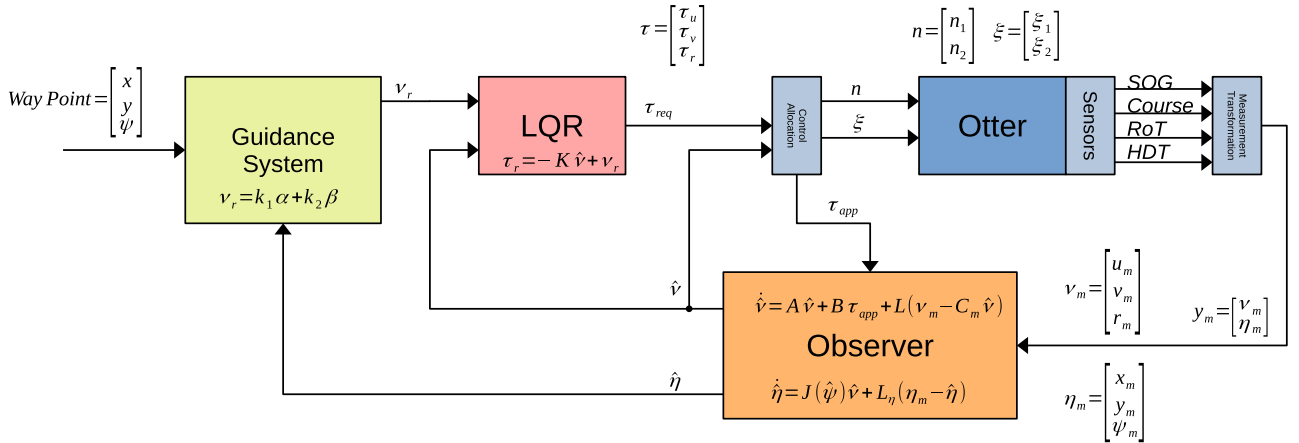 τ = [τ_u τ_v τ_r]
n = [n_1 n_2]
ξ = [ξ_1 ξ_2]
Way Point = [x y ψ]
Guidance
System
ν_r = k_1 α + k_2 β
ν_r
LQR
τ_r = −K ν̂ + ν_r
τ_req
Control
Allocation
n
ξ
Otter
Sensors
SOG
Course
RoT
HDT
Measurement
Transformation
τ_app
ν̂
η̂
ν̂̇ = A ν̂ + B τ_app + L(ν_m − C_m ν̂)
Observer
η̂̇ = J(ψ̂) ν̂ + L_η(η_m − η̂)
ν_m = [u_m v_m r_m]
y_m = [ν_m η_m]
η_m = [x_m y_m ψ_m]